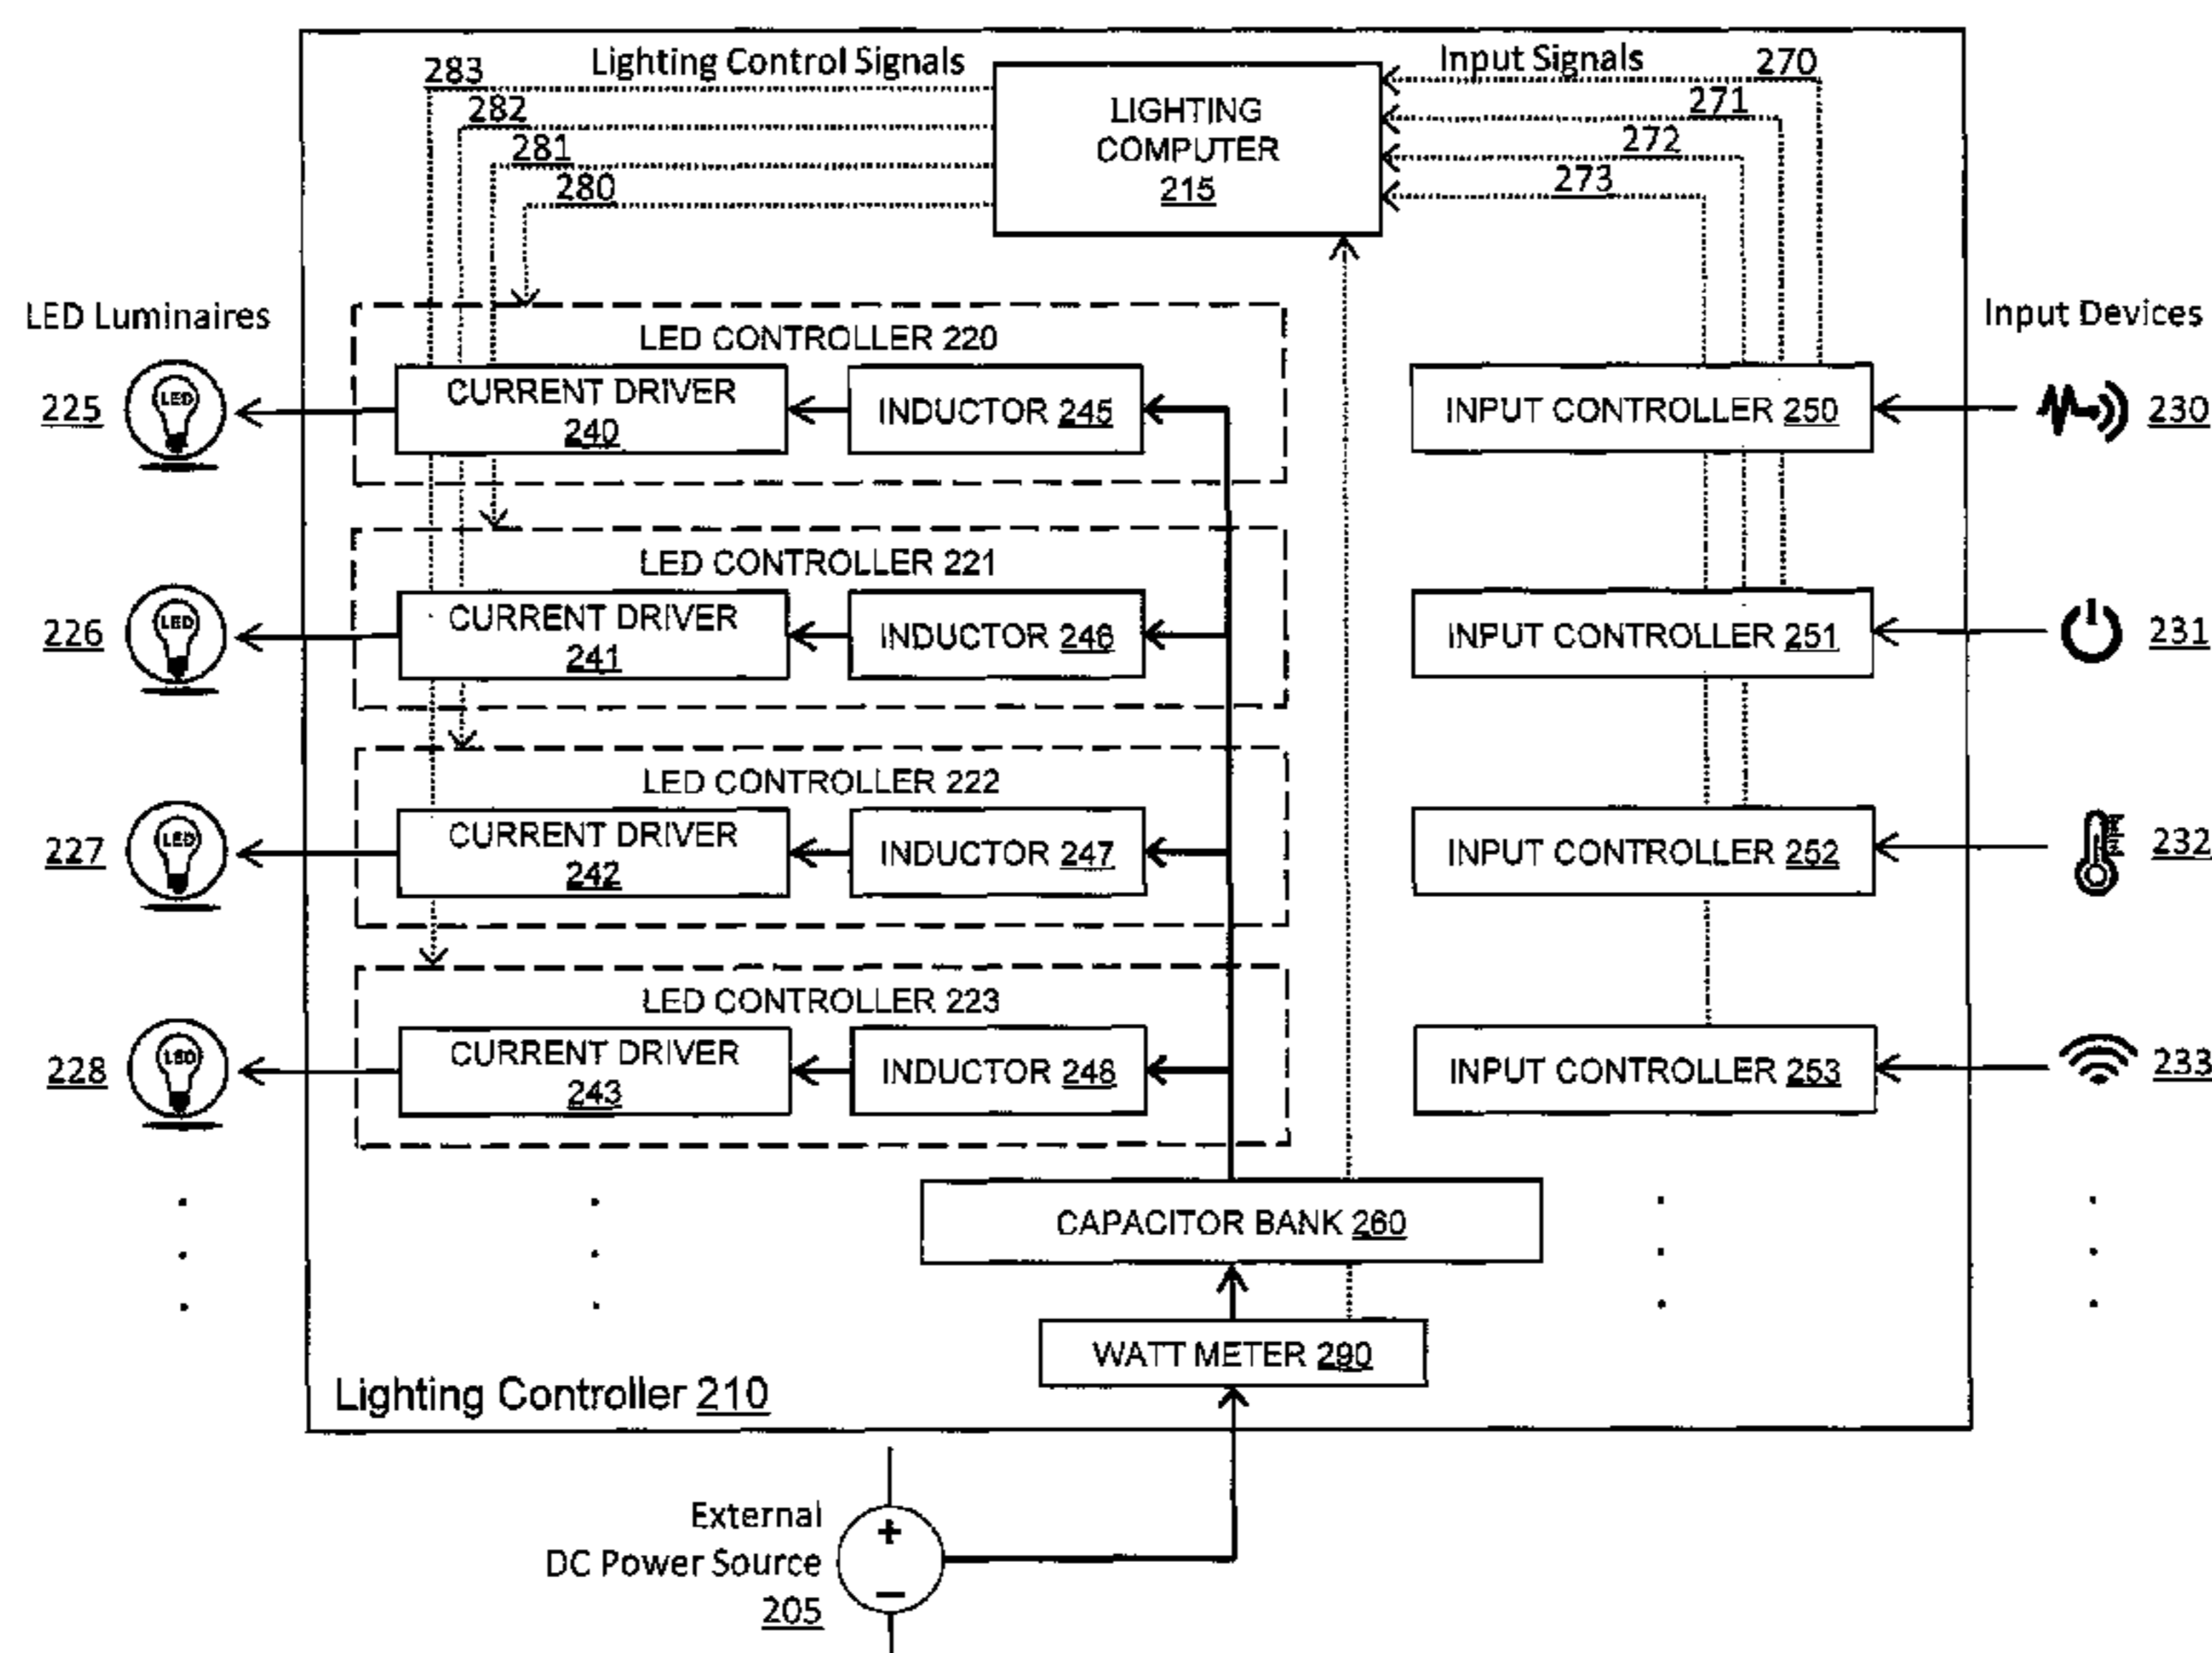 Lighting Control Signals
Input Signals
283
282
281
280
270
271
272
273
LIGHTING
COMPUTER
215
LED Luminaires
Input Devices
LED CONTROLLER 220
225
LED
CURRENT DRIVER
240
INDUCTOR 245
INPUT CONTROLLER 250
230
LED CONTROLLER 221
226
LED
CURRENT DRIVER
241
INDUCTOR 246
INPUT CONTROLLER 251
231
LED CONTROLLER 222
227
LED
CURRENT DRIVER
242
INDUCTOR 247
INPUT CONTROLLER 252
232
LED CONTROLLER 223
228
LED
CURRENT DRIVER
243
INDUCTOR 248
INPUT CONTROLLER 253
233
CAPACITOR BANK 260
WATT METER 290
Lighting Controller 210
External
DC Power Source
205
+
−